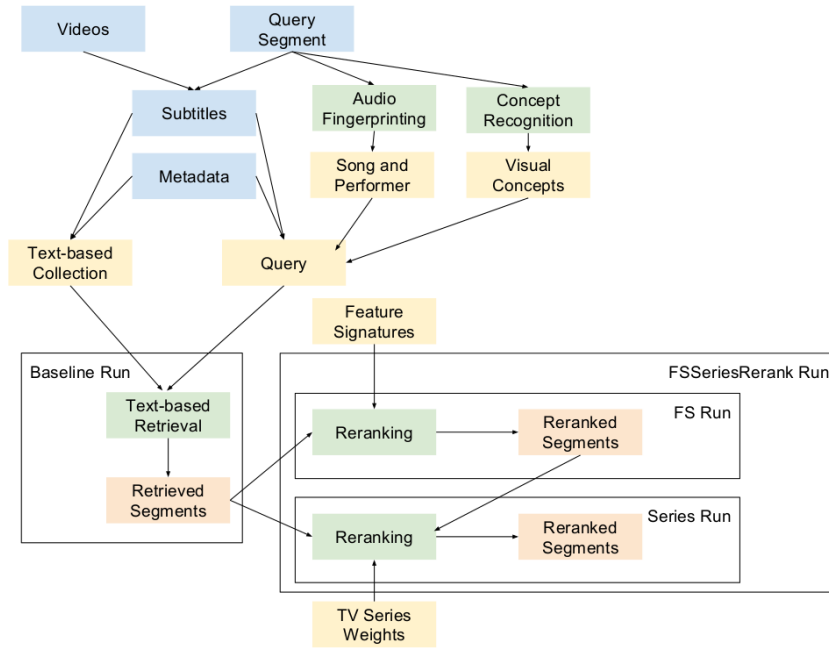 Videos
Query
Segment
Subtitles
Audio
Fingerprinting
Concept
Recognition
Metadata
Song and
Performer
Visual
Concepts
Text-based
Collection
Query
Feature
Signatures
Baseline Run
FSSeriesRerank Run
Text-based
Retrieval
FS Run
Reranking
Reranked
Segments
Retrieved
Segments
Series Run
Reranking
Reranked
Segments
TV Series
Weights